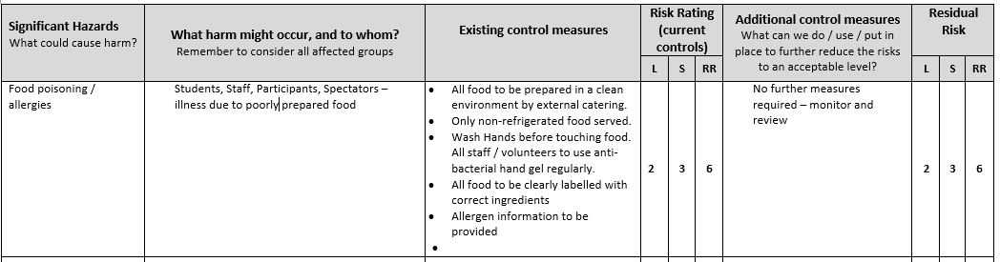 Significant Hazards
What could cause harm?
What harm might occur, and to whom?
Remember to consider all affected groups
Existing control measures
Risk Rating
(current
controls)
L S RR
Additional control measures
What can we do / use / put in
place to further reduce the risks
to an acceptable level?
Residual
Risk
L S RR
Food poisoning /
allergies
Students, Staff, Participants, Spectators –
illness due to poorly prepared food
• All food to be prepared in a clean
environment by external catering.
• Only non-refrigerated food served.
• Wash Hands before touching food.
All staff / volunteers to use anti-
bacterial hand gel regularly.
• All food to be clearly labelled with
correct ingredients
• Allergen information to be
provided
•
2 3 6
No further measures
required – monitor and
review
2 3 6